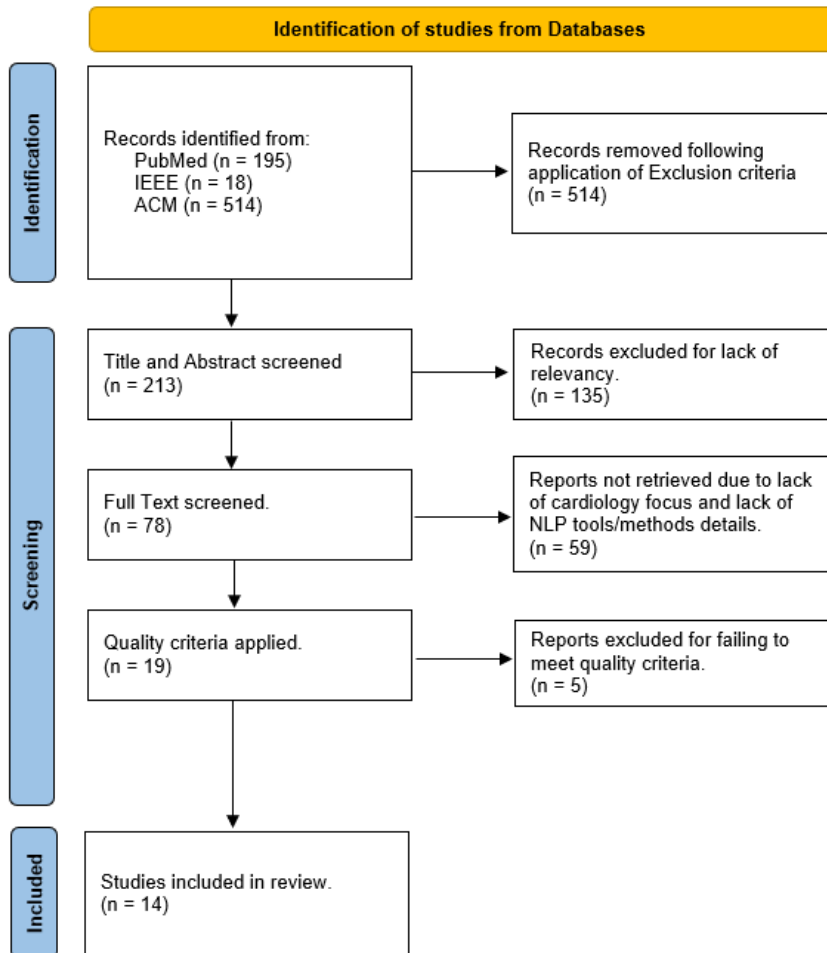 Identification of studies from Databases
Identification
Records identified from:
PubMed (n = 195)
IEEE (n = 18)
ACM (n = 514)
Records removed following
application of Exclusion criteria
(n = 514)
Screening
Title and Abstract screened
(n = 213)
Records excluded for lack of
relevancy.
(n = 135)
Full Text screened.
(n = 78)
Reports not retrieved due to lack
of cardiology focus and lack of
NLP tools/methods details.
(n = 59)
Quality criteria applied.
(n = 19)
Reports excluded for failing to
meet quality criteria.
(n = 5)
Included
Studies included in review.
(n = 14)